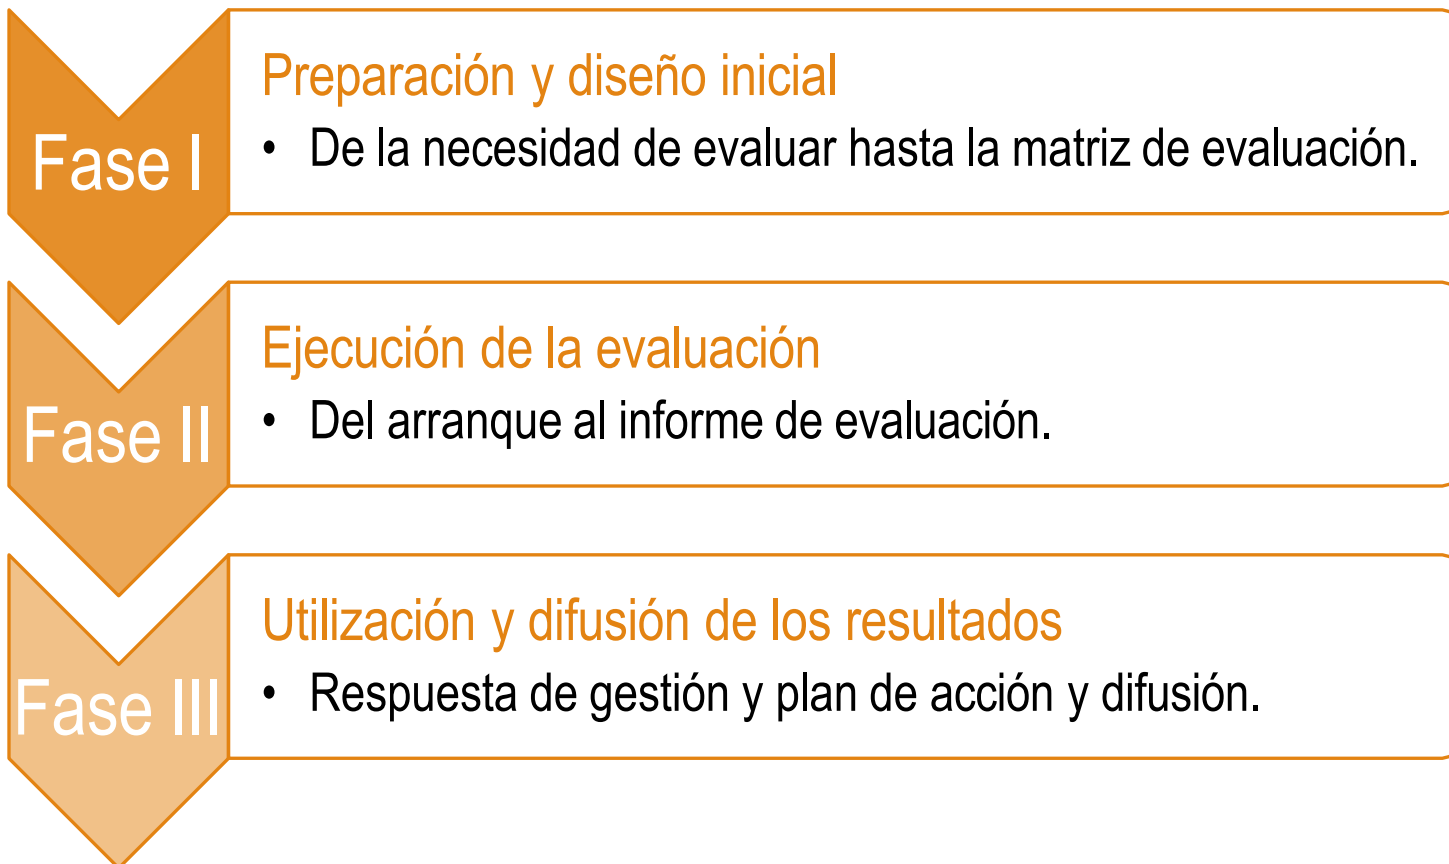 Fase I
Preparación y diseño inicial
• De la necesidad de evaluar hasta la matriz de evaluación.
Fase II
Ejecución de la evaluación
• Del arranque al informe de evaluación.
Fase III
Utilización y difusión de los resultados
• Respuesta de gestión y plan de acción y difusión.